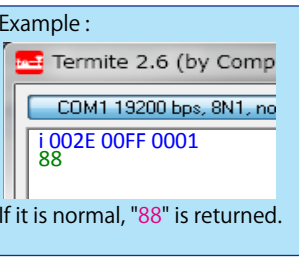 Example :
Termite 2.6 (by Comp
COM1 19200 bps, 8N1, no
i 002E 00FF 0001
88
If it is normal, "88" is returned.